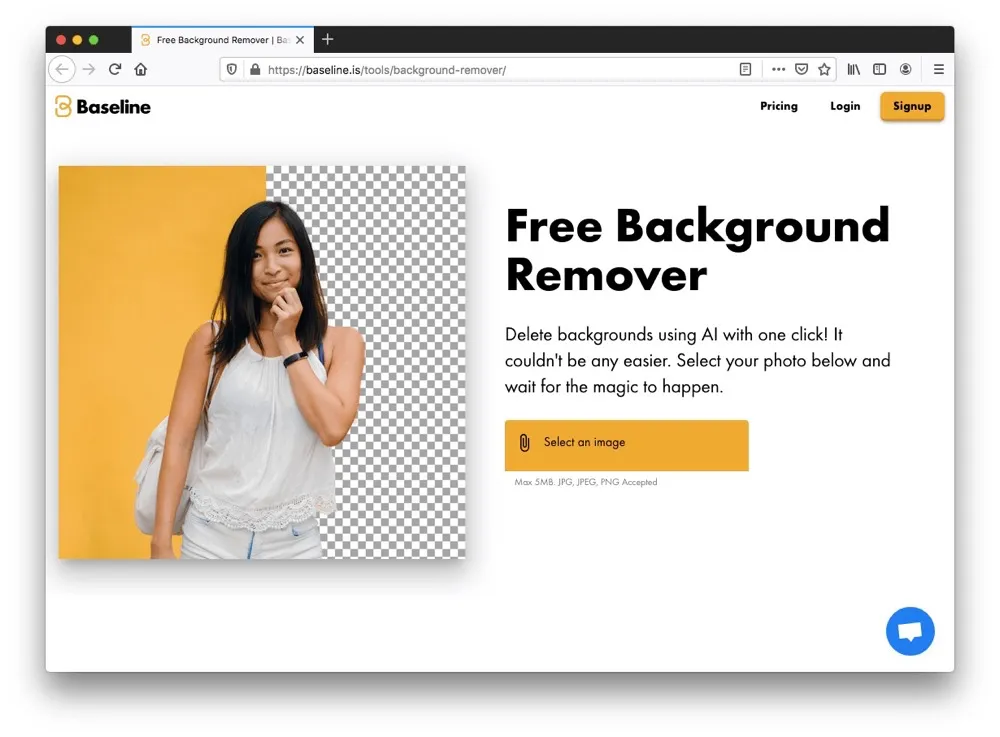 Free Background Remover | Bas
https://baseline.is/tools/background-remover/
Baseline
Pricing
Login
Signup
Free Background
Remover
Delete backgrounds using AI with one click! It
couldn't be any easier. Select your photo below and
wait for the magic to happen.
Select an image
Max 5MB. JPG, JPEG, PNG Accepted